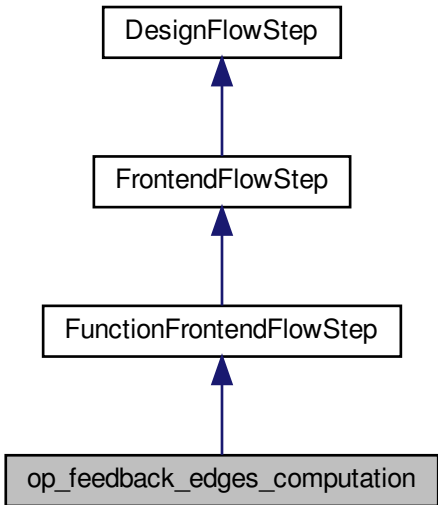 DesignFlowStep
FrontendFlowStep
FunctionFrontendFlowStep
op_feedback_edges_computation